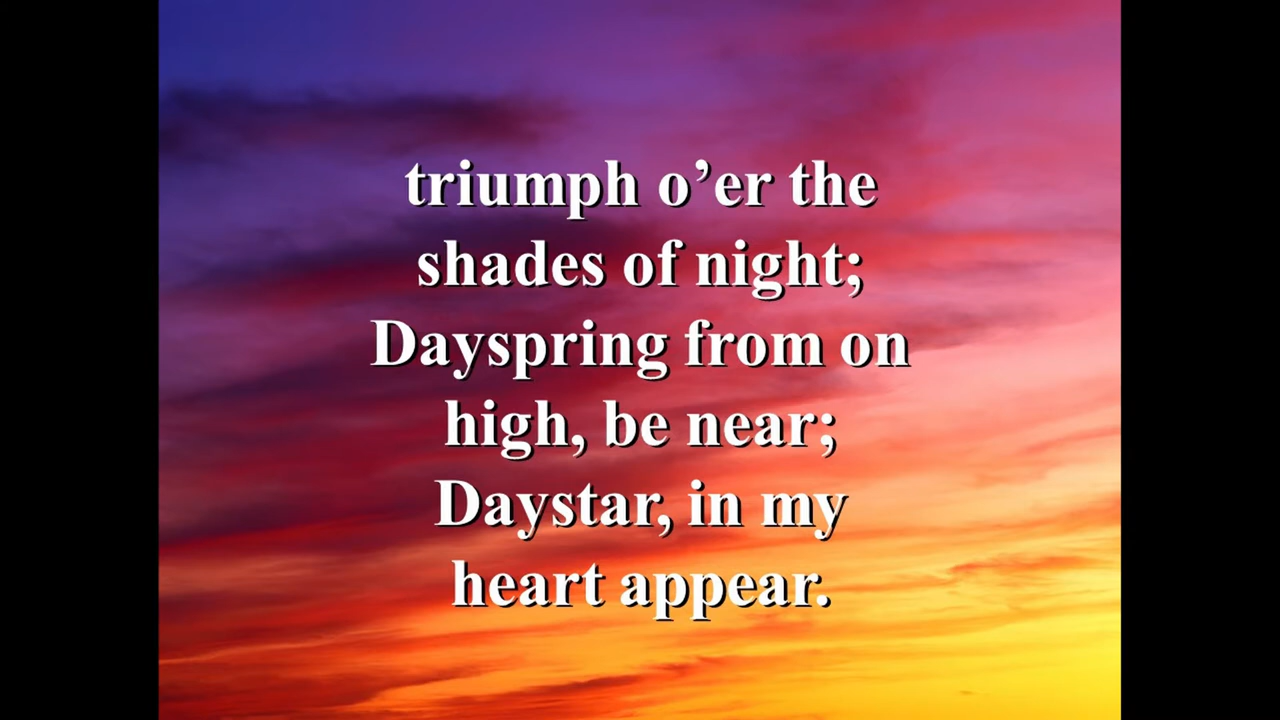 triumph o’er the
shades of night;
Dayspring from on
high, be near;
Daystar, in my
heart appear.